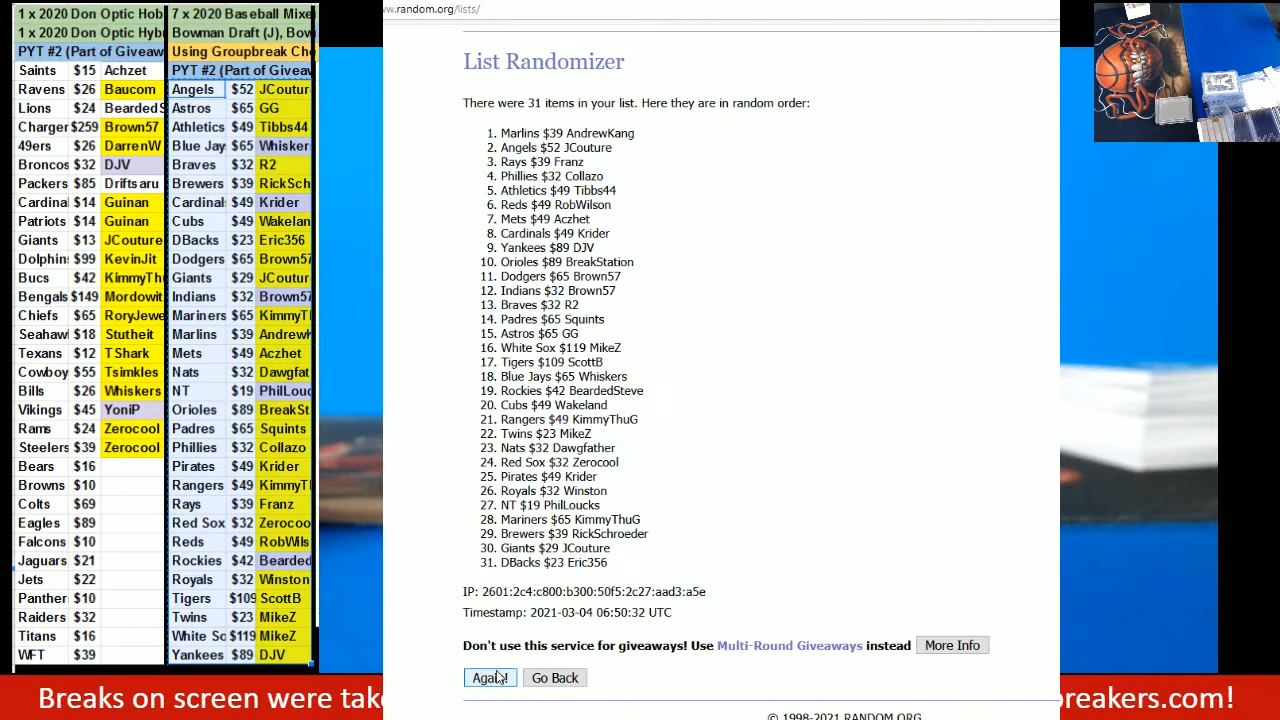 1 x 2020 Don Optic Hob
1 x 2020 Don Optic Hybr
PYT #2 (Part of Giveaw
Saints $15 Achzet
Ravens $26 Baucom
Lions $24 BeardedS
Charger $259 Brown57
49ers $26 DarrenW
Broncos $32 DJV
Packers $85 Driftsaru
Cardinal $14 Guinan
Patriots $14 Guinan
Giants $13 JCouture
Dolphin $99 KevinJit
Bucs $42 KimmyThu
Bengals $149 Mordowit
Chiefs $65 RoryJewe
Seahaw $18 Stutheit
Texans $12 TShark
Cowboy $55 Tsimkles
Bills $26 Whiskers
Vikings $45 YoniP
Rams $24 Zerocool
Steelers $39 Zerocool
Bears $16
Browns $10
Colts $69
Eagles $89
Falcons $10
Jaguars $21
Jets $22
Panther $10
Raiders $32
Titans $16
WFT $39
7 x 2020 Baseball Mixe
Bowman Draft (J), Bow
Using Groupbreak Che
PYT #2 (Part of Giveaw
Angels $52 JCoutur
Astros $65 GG
Athletics $49 Tibbs44
Blue Jay $65 Whisker
Braves $32 R2
Brewers $39 RickSch
Cardinal $49 Krider
Cubs $49 Wakelan
DBacks $23 Eric356
Dodgers $65 Brown57
Giants $29 JCoutur
Indians $32 Brown57
Mariners $65 KimmyTh
Marlins $39 AndrewK
Mets $49 Aczhet
Nats $32 Dawgfat
NT $19 PhilLouc
Orioles $89 BreakSt
Padres $65 Squints
Phillies $32 Collazo
Pirates $49 Krider
Rangers $49 KimmyT
Rays $39 Franz
Red Sox $32 Zerocoo
Reds $49 RobWils
Rockies $42 Bearded
Royals $32 Winston
Tigers $109 ScottB
Twins $23 MikeZ
White So $119 MikeZ
Yankees $89 DJV
w.random.org/lists/
List Randomizer
There were 31 items in your list. Here they are in random order:
1. Marlins $39 AndrewKang
2. Angels $52 JCouture
3. Rays $39 Franz
4. Phillies $32 Collazo
5. Athletics $49 Tibbs44
6. Reds $49 RobWilson
7. Mets $49 Aczhet
8. Cardinals $49 Krider
9. Yankees $89 DJV
10. Orioles $89 BreakStation
11. Dodgers $65 Brown57
12. Indians $32 Brown57
13. Braves $32 R2
14. Padres $65 Squints
15. Astros $65 GG
16. White Sox $119 MikeZ
17. Tigers $109 ScottB
18. Blue Jays $65 Whiskers
19. Rockies $42 BeardedSteve
20. Cubs $49 Wakeland
21. Rangers $49 KimmyThuG
22. Twins $23 MikeZ
23. Nats $32 Dawgfather
24. Red Sox $32 Zerocool
25. Pirates $49 Krider
26. Royals $32 Winston
27. NT $19 PhilLoucks
28. Mariners $65 KimmyThuG
29. Brewers $39 RickSchroeder
30. Giants $29 JCouture
31. DBacks $23 Eric356
IP: 2601:2c4:c800:b300:50f5:2c27:aad3:a5e
Timestamp: 2021-03-04 06:50:32 UTC
Don't use this service for giveaways! Use Multi-Round Giveaways instead More Info
Again! Go Back
© 1998-2021 RANDOM.ORG
Breaks on screen were take
breakers.com!